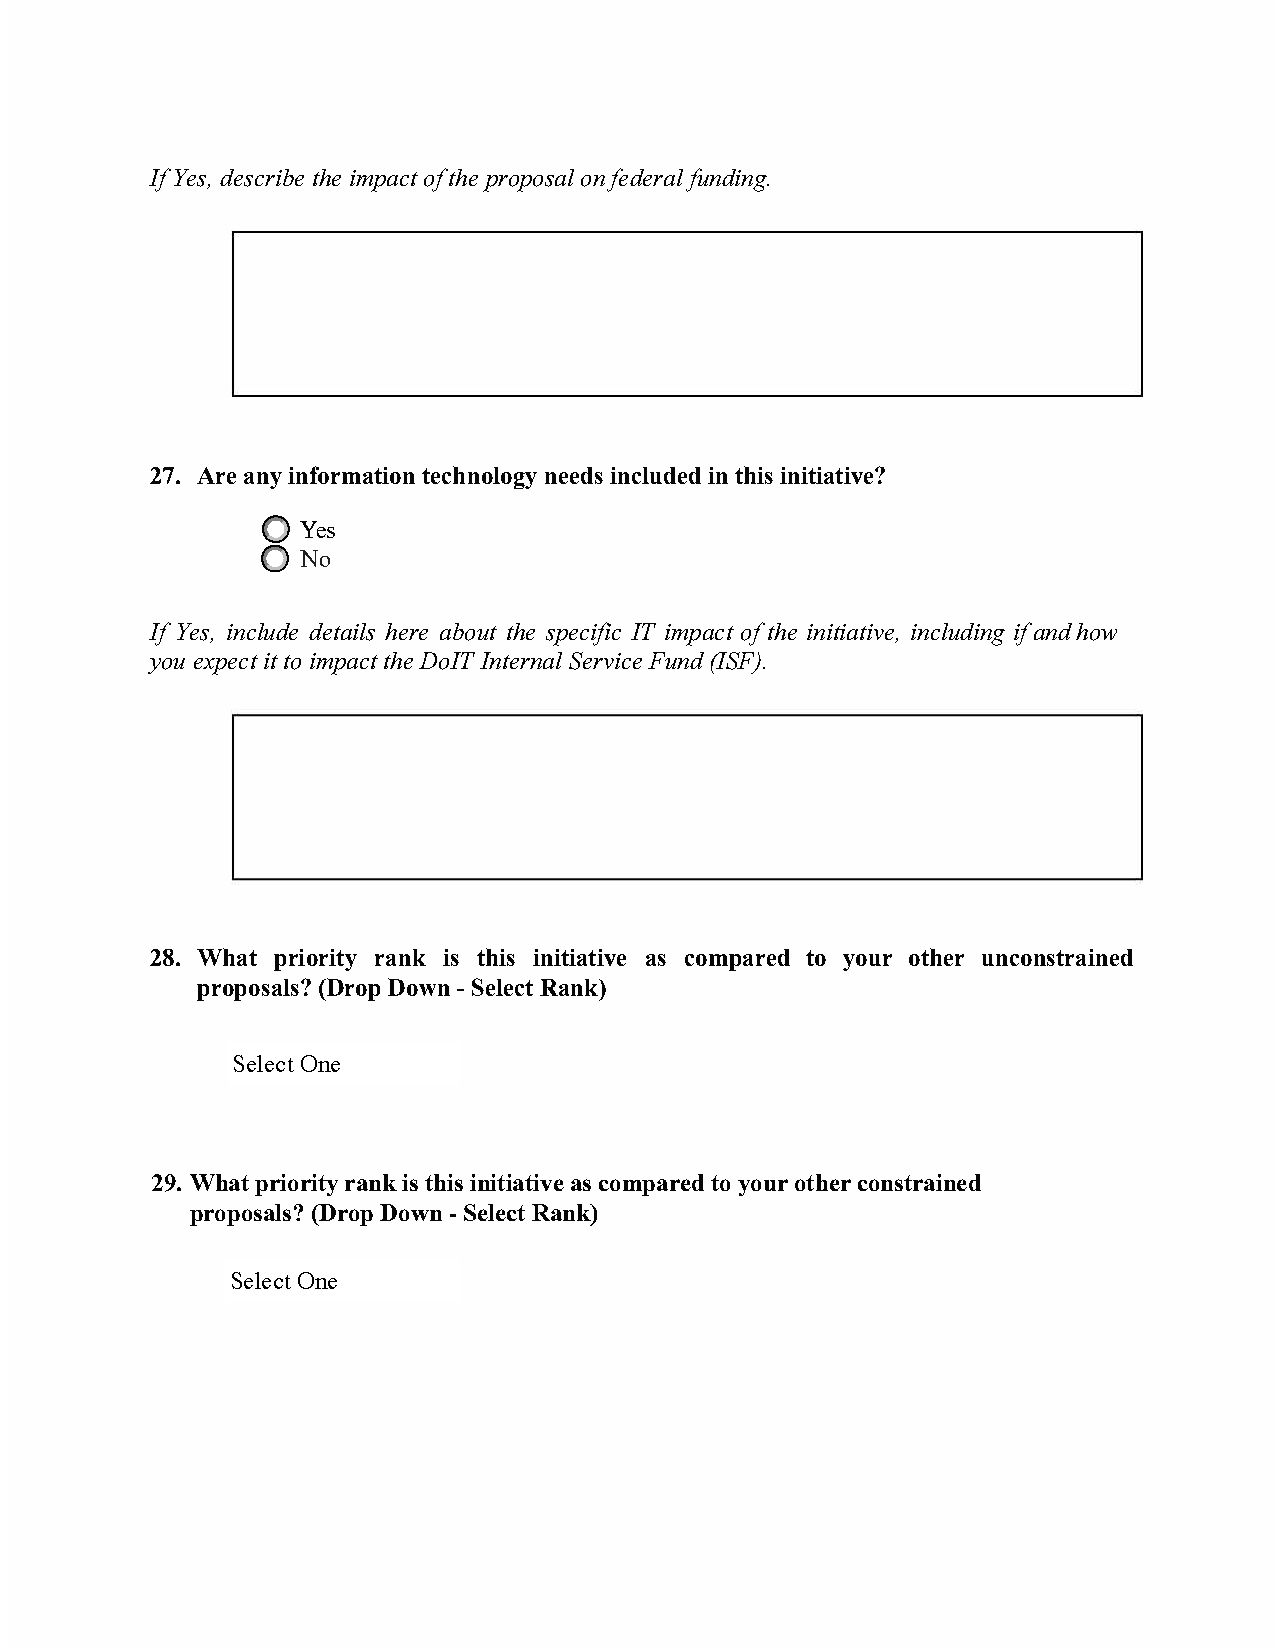 If Yes, describe the impact of the proposal on federal funding.
27. Are any information technology needs included in this initiative?
Yes
No
If Yes, include details here about the specific IT impact of the initiative, including if and how
you expect it to impact the DoIT Internal Service Fund (ISF).
28. What priority rank is this initiative as compared to your other unconstrained
proposals? (Drop Down - Select Rank)
Select One
29. What priority rank is this initiative as compared to your other constrained
proposals? (Drop Down - Select Rank)
Select One